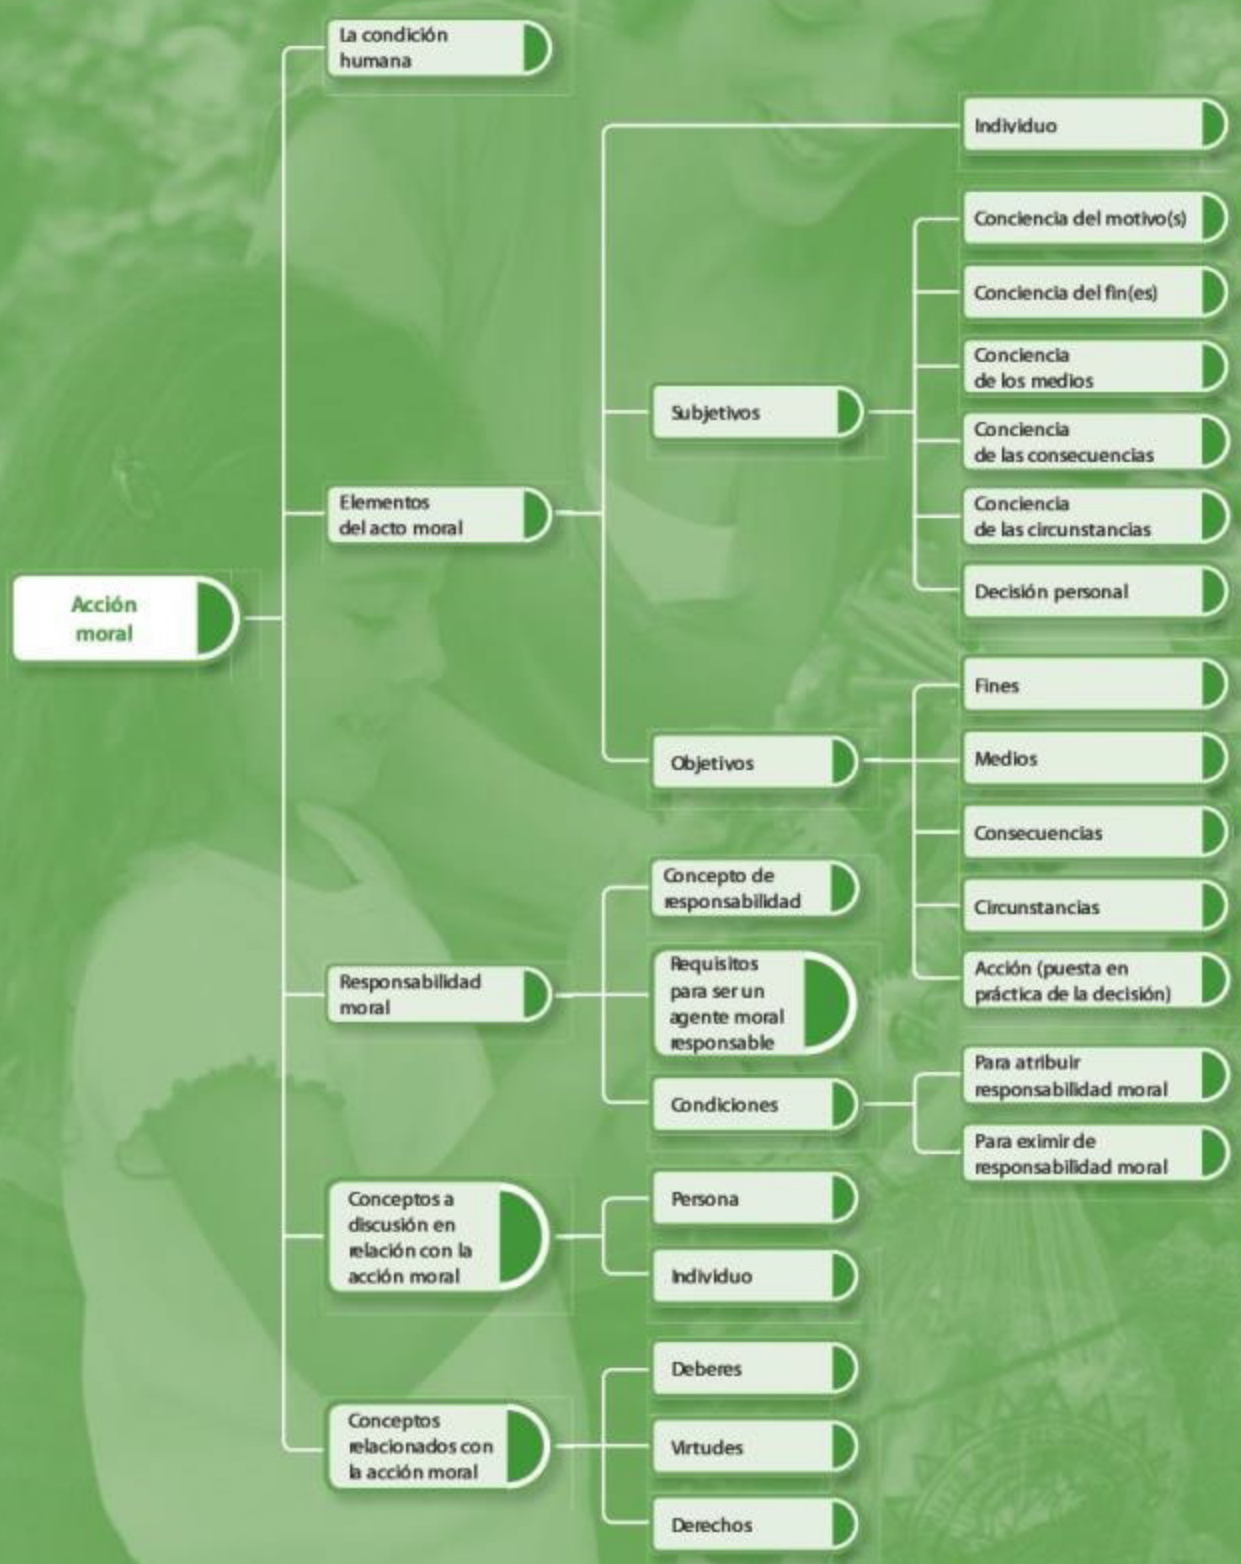 Acción
moral
La condición
humana
Elementos
del acto moral
Individuo
Subjetivos
Conciencia del motivo(s)
Conciencia del fin(es)
Conciencia
de los medios
Conciencia
de las consecuencias
Conciencia
de las circunstancias
Decisión personal
Objetivos
Fines
Medios
Consecuencias
Circunstancias
Acción (puesta en
práctica de la decisión)
Responsabilidad
moral
Concepto de
responsabilidad
Requisitos
para ser un
agente moral
responsable
Condiciones
Para atribuir
responsabilidad moral
Para eximir de
responsabilidad moral
Conceptos a
discusión en
relación con la
acción moral
Persona
Individuo
Conceptos
relacionados con
la acción moral
Deberes
Virtudes
Derechos